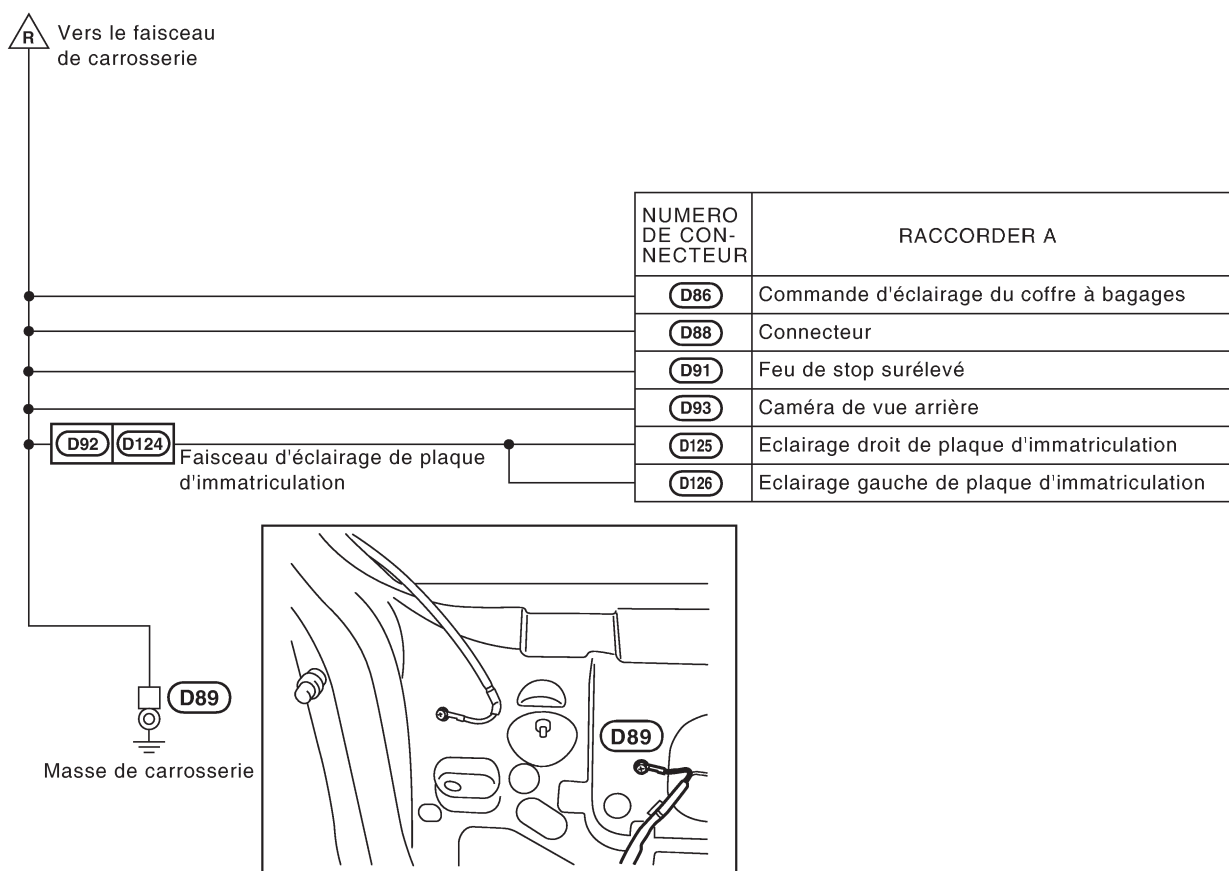 R
Vers le faisceau
de carrosserie
NUMERO
DE CON-
NECTEUR
RACCORDER A
D86 Commande d'éclairage du coffre à bagages
D88 Connecteur
D91 Feu de stop surélevé
D93 Caméra de vue arrière
D92 D124
Faisceau d'éclairage de plaque
d'immatriculation
D125 Eclairage droit de plaque d'immatriculation
D126 Eclairage gauche de plaque d'immatriculation
D89
Masse de carrosserie
D89